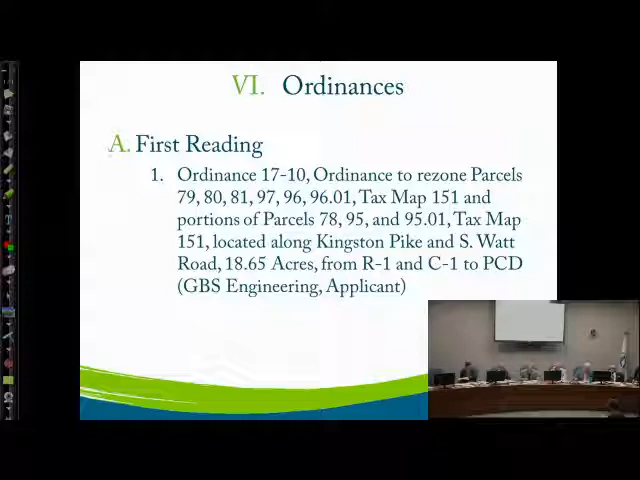 VI. Ordinances
A. First Reading
1. Ordinance 17-10, Ordinance to rezone Parcels
79, 80, 81, 97, 96, 96.01, Tax Map 151 and
portions of Parcels 78, 95, and 95.01, Tax Map
151, located along Kingston Pike and S. Watt
Road, 18.65 Acres, from R-1 and C-1 to PCD
(GBS Engineering, Applicant)